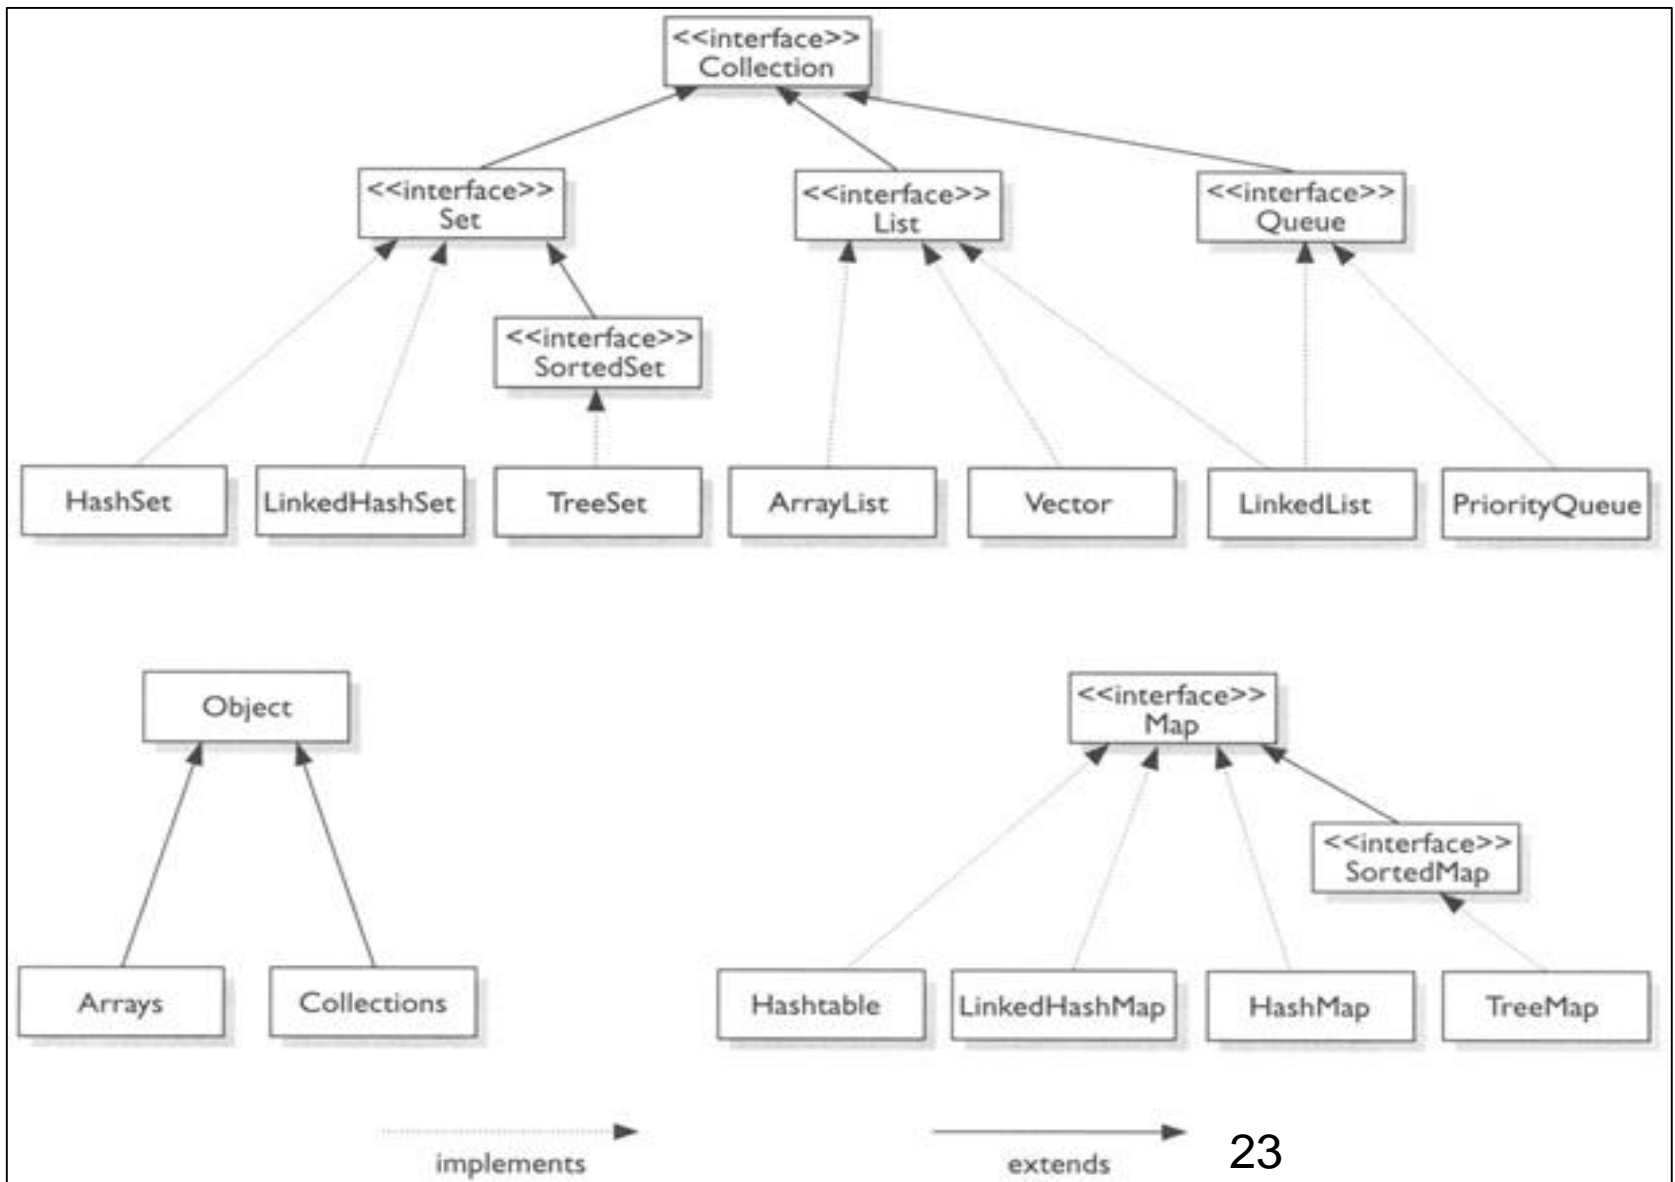 <<interface>>
Collection
<<interface>>
Set
<<interface>>
List
<<interface>>
Queue
<<interface>>
SortedSet
HashSet
LinkedHashSet
TreeSet
ArrayList
Vector
LinkedList
PriorityQueue
Object
<<interface>>
Map
<<interface>>
SortedMap
Arrays
Collections
Hashtable
LinkedHashMap
HashMap
TreeMap
implements
extends
23